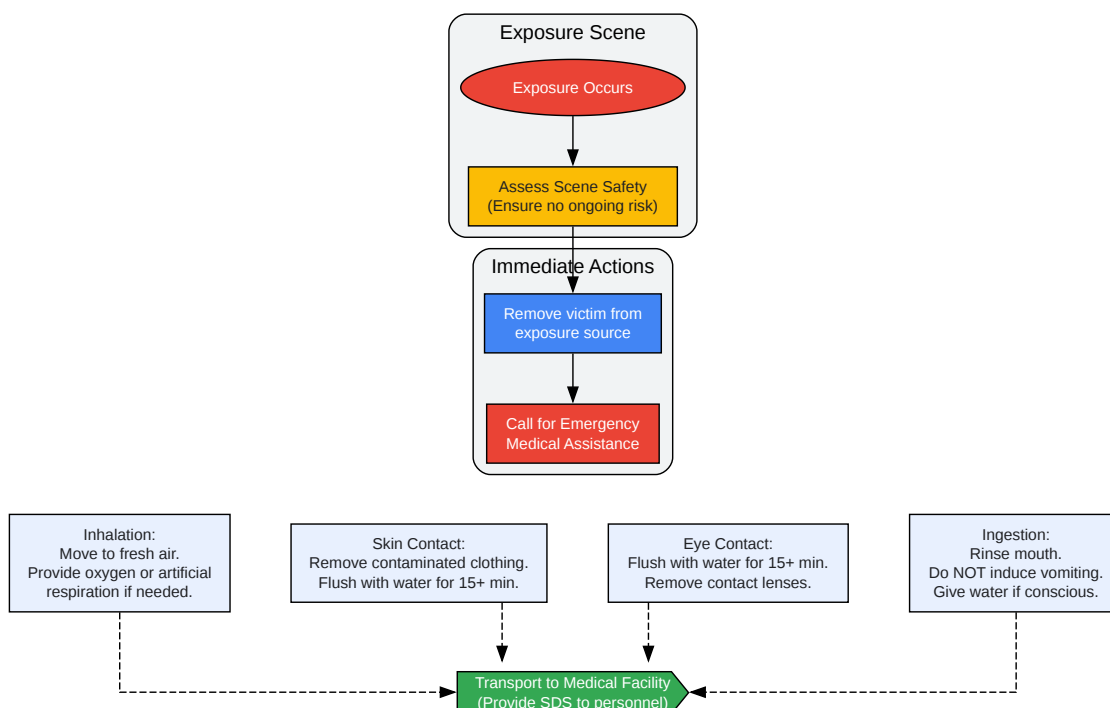 Exposure Scene
Exposure Occurs
Assess Scene Safety
(Ensure no ongoing risk)
Immediate Actions
Remove victim from
exposure source
Call for Emergency
Medical Assistance
Inhalation:
Move to fresh air.
Provide oxygen or artificial
respiration if needed.
Skin Contact:
Remove contaminated clothing.
Flush with water for 15+ min.
Eye Contact:
Flush with water for 15+ min.
Remove contact lenses.
Ingestion:
Rinse mouth.
Do NOT induce vomiting.
Give water if conscious.
Transport to Medical Facility
(Provide SDS to personnel)